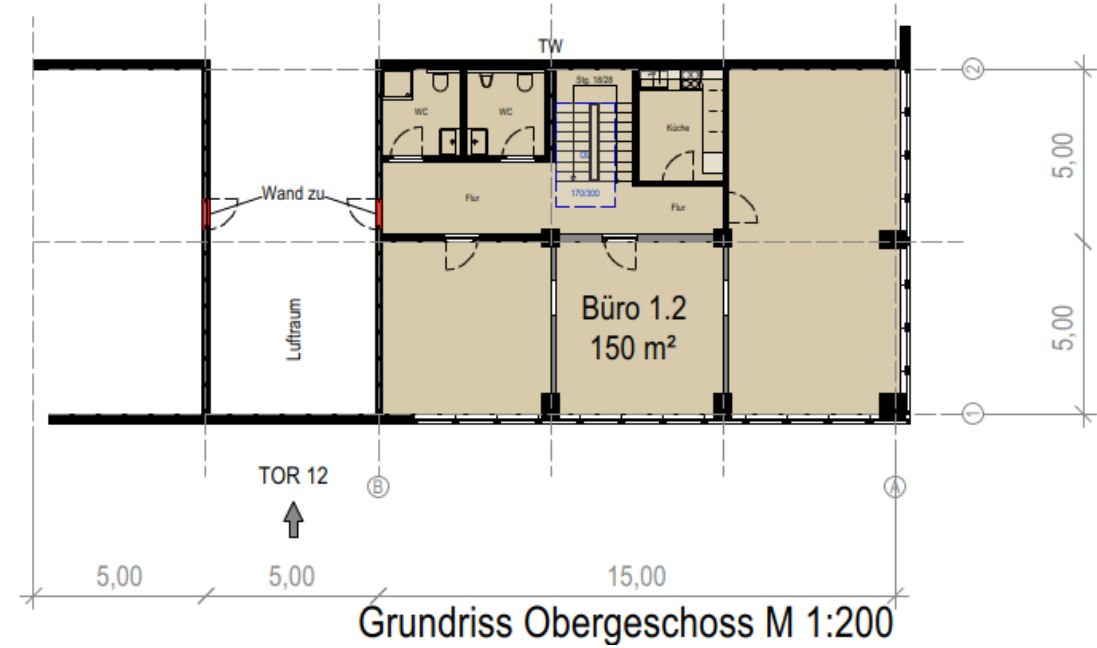 TW
2
Stg. 18/28
WC
WC
Küche
5,00
Wand zu
170/300
Flur
Flur
Luftraum
Büro 1.2
150 m²
5,00
1
TOR 12
B
A
5,00
5,00
15,00
Grundriss Obergeschoss M 1:200